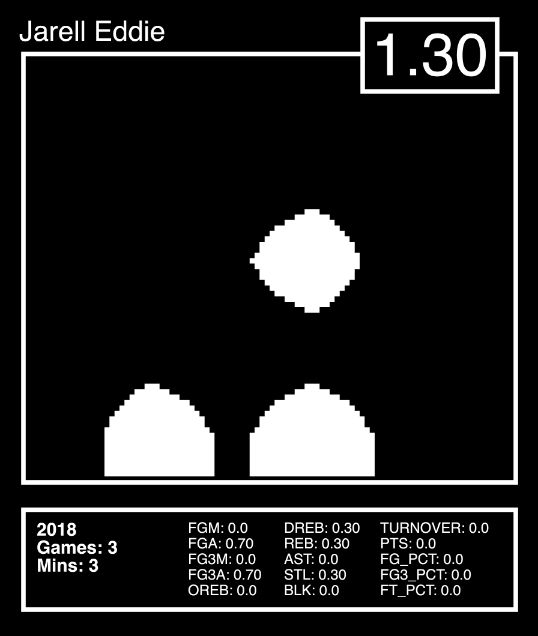 Jarell Eddie
1.30
2018
Games: 3
Mins: 3
FGM: 0.0
FGA: 0.70
FG3M: 0.0
FG3A: 0.70
OREB: 0.0
DREB: 0.30
REB: 0.30
AST: 0.0
STL: 0.30
BLK: 0.0
TURNOVER: 0.0
PTS: 0.0
FG_PCT: 0.0
FG3_PCT: 0.0
FT_PCT: 0.0